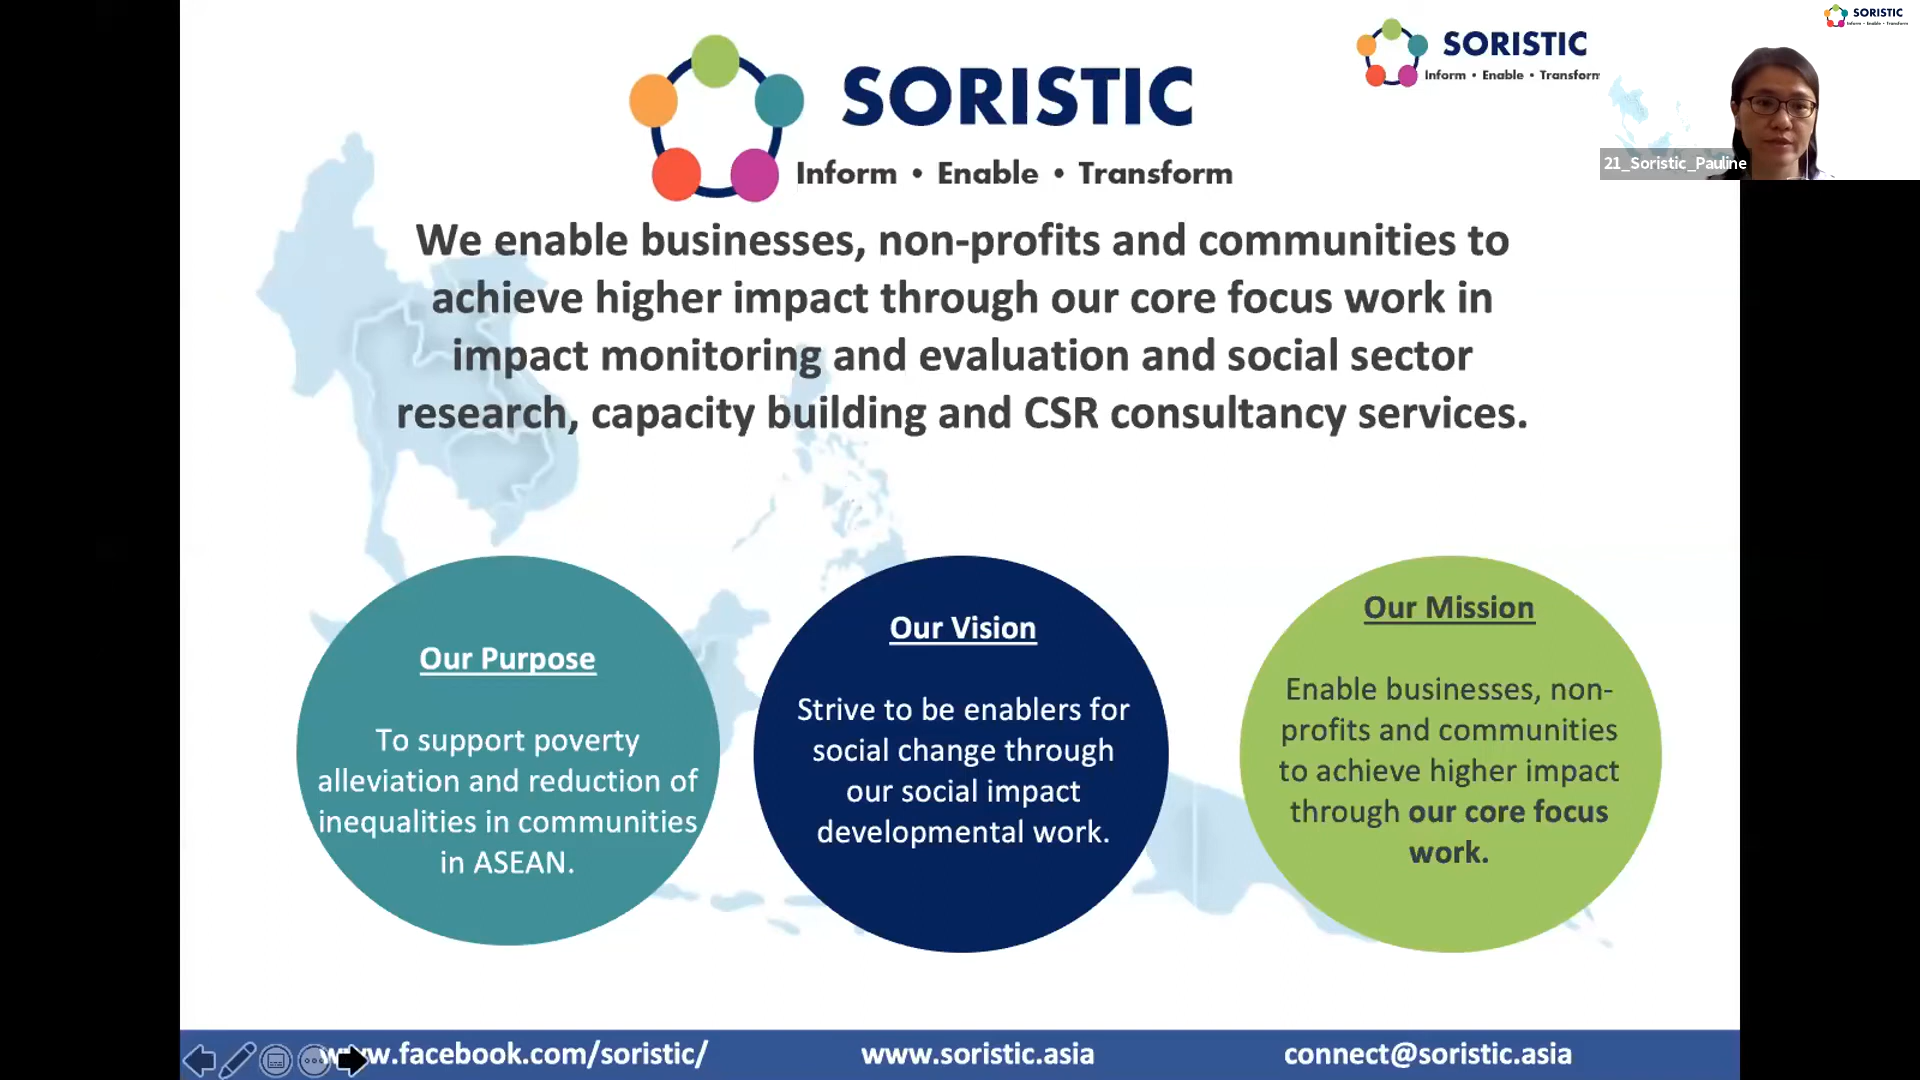 SORISTIC
Inform • Enable • Transform
SORISTIC
Inform • Enable • Transform
SORISTIC
Inform • Enable • Transform
21_Soristic_Pauline
We enable businesses, non-profits and communities to
achieve higher impact through our core focus work in
impact monitoring and evaluation and social sector
research, capacity building and CSR consultancy services.
Our Purpose
To support poverty
alleviation and reduction of
inequalities in communities
in ASEAN.
Our Vision
Strive to be enablers for
social change through
our social impact
developmental work.
Our Mission
Enable businesses, non-
profits and communities
to achieve higher impact
through our core focus
work.
www.facebook.com/soristic/
www.soristic.asia
connect@soristic.asia